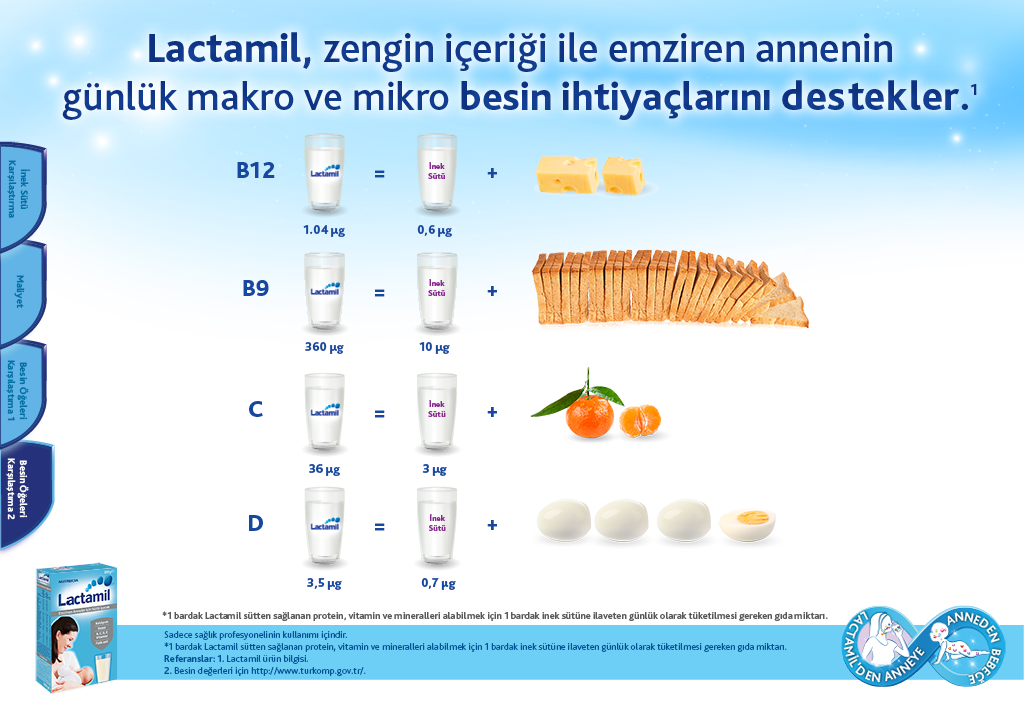 Lactamil, zengin içeriği ile emziren annenin
günlük makro ve mikro besin ihtiyaçlarını destekler.¹
İnek Sütü
Karşılaştırma
Maliyet
Besin Öğeleri
Karşılaştıma 1
Besin Öğeleri
Karşılaştıma 2
B12
Lactamil
=
İnek
Sütü
+
1.04 µg
0,6 µg
B9
Lactamil
=
İnek
Sütü
+
360 µg
10 µg
C
Lactamil
=
İnek
Sütü
+
36 µg
3 µg
D
Lactamil
=
İnek
Sütü
+
3,5 µg
0,7 µg
NUTRICIA
Lactamil
*1 bardak Lactamil sütten sağlanan protein, vitamin ve mineralleri alabilmek için 1 bardak inek sütüne ilaveten günlük olarak tüketilmesi gereken gıda miktarı.
Sadece sağlık profesyonelinin kullanımı içindir.
*1 bardak Lactamil sütten sağlanan protein, vitamin ve mineralleri alabilmek için 1 bardak inek sütüne ilaveten günlük olarak tüketilmesi gereken gıda miktarı.
Referanslar: 1. Lactamil ürün bilgisi.
2. Besin değerleri için http://www.turkomp.gov.tr/.
LACTAMIL'DEN ANNEYE
ANNEDEN BEBEĞE